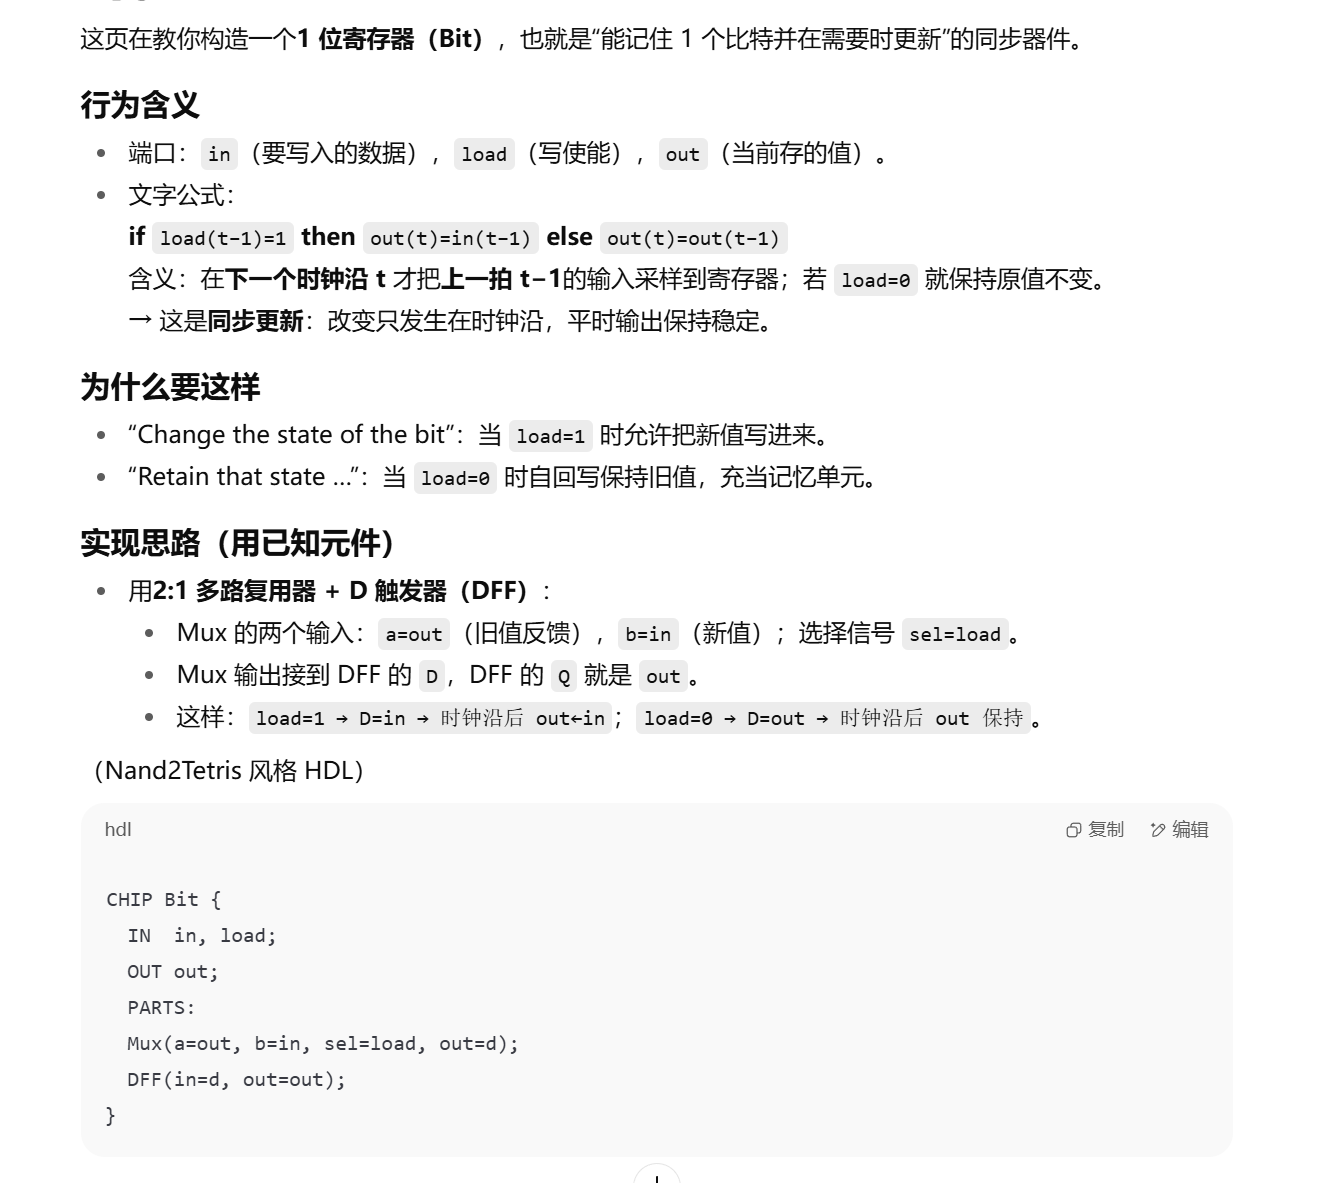 这页在教你构造一个1 位寄存器（Bit），也就是“能记住 1 个比特并在需要时更新”的同步器件。
行为含义
• 端口： in （要写入的数据）， load （写使能）， out （当前存的值）。
• 文字公式：
if load(t−1)=1 then out(t)=in(t−1) else out(t)=out(t−1)
含义：在下一个时钟沿 t 才把上一拍 t−1的输入采样到寄存器；若 load=0 就保持原值不变。
→ 这是同步更新：改变只发生在时钟沿，平时输出保持稳定。
为什么要这样
• “Change the state of the bit”：当 load=1 时允许把新值写进来。
• “Retain that state …”：当 load=0 时自回写保持旧值，充当记忆单元。
实现思路（用已知元件）
• 用2:1 多路复用器 + D 触发器（DFF）：
• Mux 的两个输入： a=out （旧值反馈）， b=in （新值）；选择信号 sel=load 。
• Mux 输出接到 DFF 的 D ，DFF 的 Q 就是 out 。
• 这样： load=1 → D=in → 时钟沿后 out←in ； load=0 → D=out → 时钟沿后 out 保持 。
（Nand2Tetris 风格 HDL）
hdl 复制 编辑
CHIP Bit {
IN  in, load;
OUT out;
PARTS:
Mux(a=out, b=in, sel=load, out=d);
DFF(in=d, out=out);
}